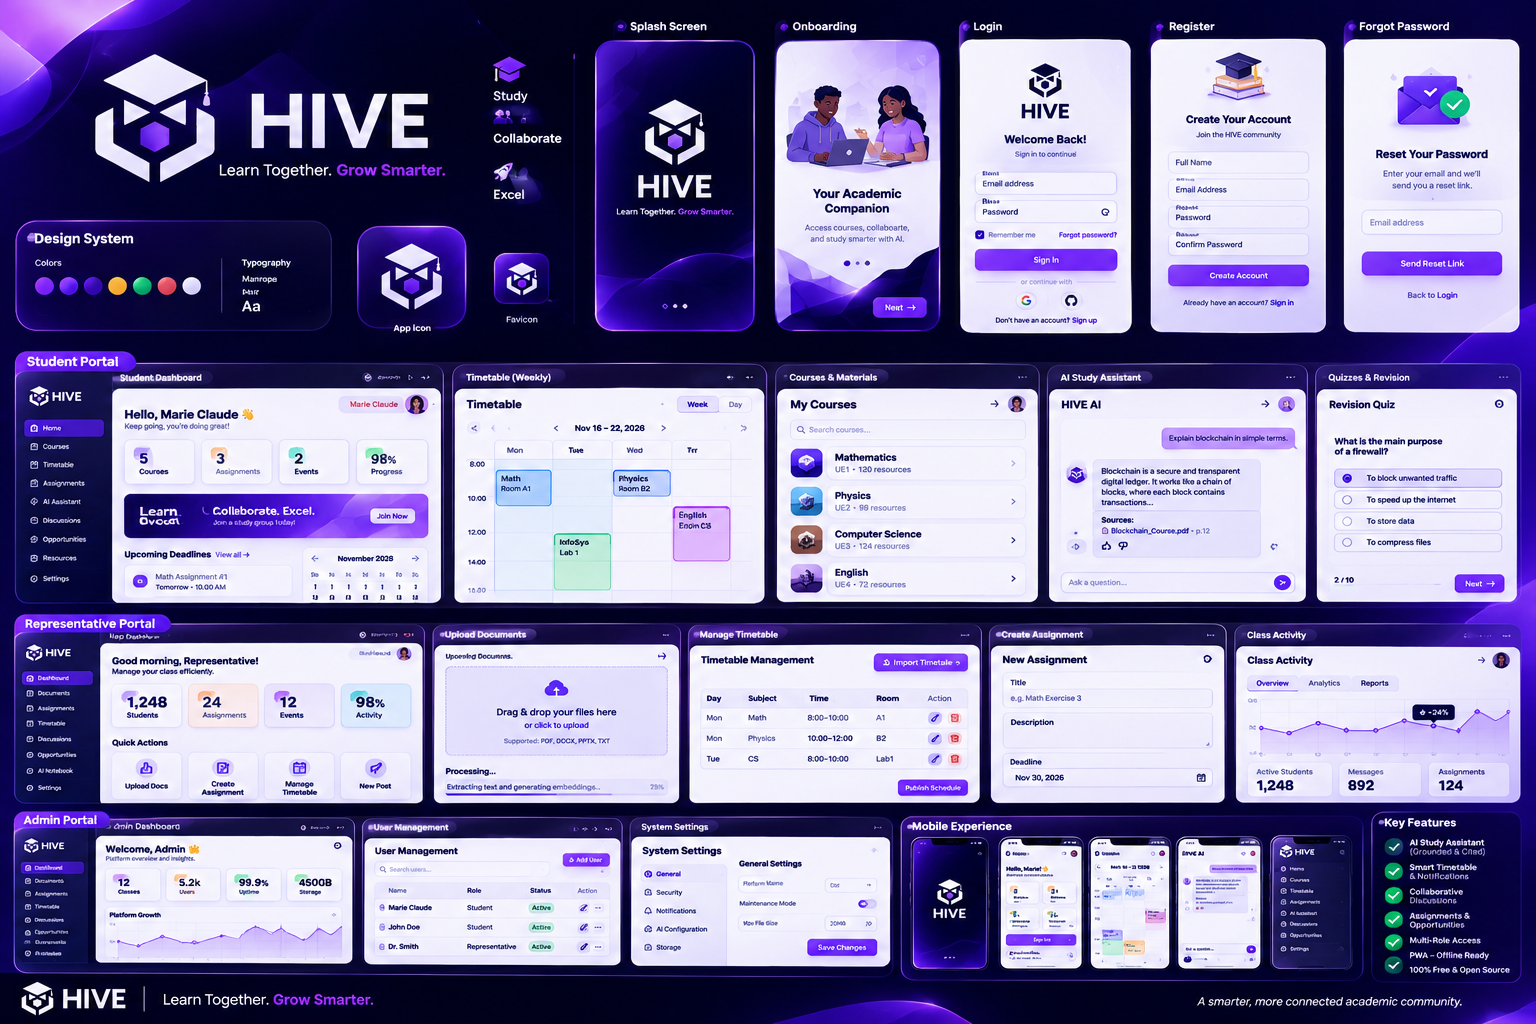 HIVE
Learn Together. Grow Smarter.
Study
Collaborate
Excel
Design System
Colors
Typography
Manrope
Aa
App Icon
Favicon
Splash Screen
HIVE
Learn Together. Grow Smarter.
Onboarding
Your Academic
Companion
Access courses, collaboarte,
and study smarter with AI.
Next →
Login
HIVE
Welcome Back!
Sign in to continue
Email address
Password
Remember me
Forgot password?
Sign In
or continue with
Don't have an account? Sign up
Register
Create Your Account
Join the HIVE community
Full Name
Email Address
Password
Confirm Password
Create Account
Already have an account? Sign in
Forgot Password
Reset Your Password
Enter your email and we'll
send you a reset link.
Email address
Send Reset Link
Back to Login
Student Portal
HIVE
Home
Courses
Timetable
Assignments
AI Assistant
Discussions
Opportunities
Resources
Settings
Student Dashboard
Marie Claude
Hello, Marie Claude 👋
Keep going, you're doing great!
5
Courses
3
Assignments
2
Events
98%
Progress
Learn
Collaborate. Excel.
Join a study group today!
Join Now
Upcoming Deadlines
View all →
Math Assignment #1
Tomorrow • 10:00 AM
November 2028
Timetable (Weekly)
Timetable
Week
Day
Nov 16 – 22, 2026
Mon
Tue
Wed
8:00
10:00
12:00
14:00
Math
Room A1
Physics
Room B2
English
InfoSys
Lab 1
Courses & Materials
My Courses
Search courses...
Mathematics
UE1 • 120 resources
Physics
UE2 • 98 resources
Computer Science
UE3 • 124 resources
English
UE4 • 72 resources
AI Study Assistant
HIVE AI
Explain blockchain in simple terms.
Blockchain is a secure and transparent
digital ledger. It works like a chain of
blocks, where each block contains
transactions...
Sources:
Blockchain_Course.pdf • p.12
Ask a question...
Quizzes & Revision
Revision Quiz
What is the main purpose
of a firewall?
To block unwanted traffic
To speed up the internet
To store data
To compress files
2 / 10
Next →
Representative Portal
HIVE
Dashboard
Documents
Assignments
Timetable
Discussions
Opportunities
AI Notebook
Settings
Good morning, Representative!
Manage your class efficiently.
1,248
Students
24
Assignments
12
Events
98%
Activity
Quick Actions
Upload Docs
Create
Assignment
Manage
Timetable
New Post
Upload Documents
Drag & drop your files here
or click to upload
Supported: PDF, DOCX, PPTX, TXT
Processing...
Extracting text and generating embeddings...
Manage Timetable
Timetable Management
Import Timetale
Day
Subject
Time
Room
Action
Mon
Math
8:00–10:00
A1
Mon
Physics
10:00–12:00
B2
Tue
CS
8:00–10:00
Lab1
Publish Schedule
Create Assignment
New Assignment
Title
e.g. Math Exercise 3
Description
Deadline
Nov 30, 2026
Class Activity
Class Activity
Overview
Analytics
Reports
-24%
Active Students
1,248
Messages
892
Assignments
124
Admin Portal
HIVE
Dashboard
Assignments
Timetable
Admin Dashboard
Welcome, Admin 👋
Platform overview and insights.
12
Classes
5.2k
Users
99.9%
Uptime
450GB
Storage
Platform Growth
User Management
User Management
Add User
Search users...
Name
Role
Status
Action
Marie Claude
Student
Active
John Doe
Student
Active
Dr. Smith
Representative
Active
System Settings
System Settings
General
Security
Notifications
AI Configuration
Storage
General Settings
Platform Name
Maintenance Mode
Max File Size
Save Changes
Mobile Experience
HIVE
Hello, Marie!
HIVE AI
HIVE
Home
Courses
Timetable
Assignments
Discussions
Settings
Key Features
AI Study Assistant
(Grounded & Cited)
Smart Timetable
& Notifications
Collaborative
Discussions
Assignments &
Opportunities
Multi-Role Access
PWA – Offline Ready
100% Free & Open Source
HIVE
Learn Together. Grow Smarter.
A smarter, more connected academic community.